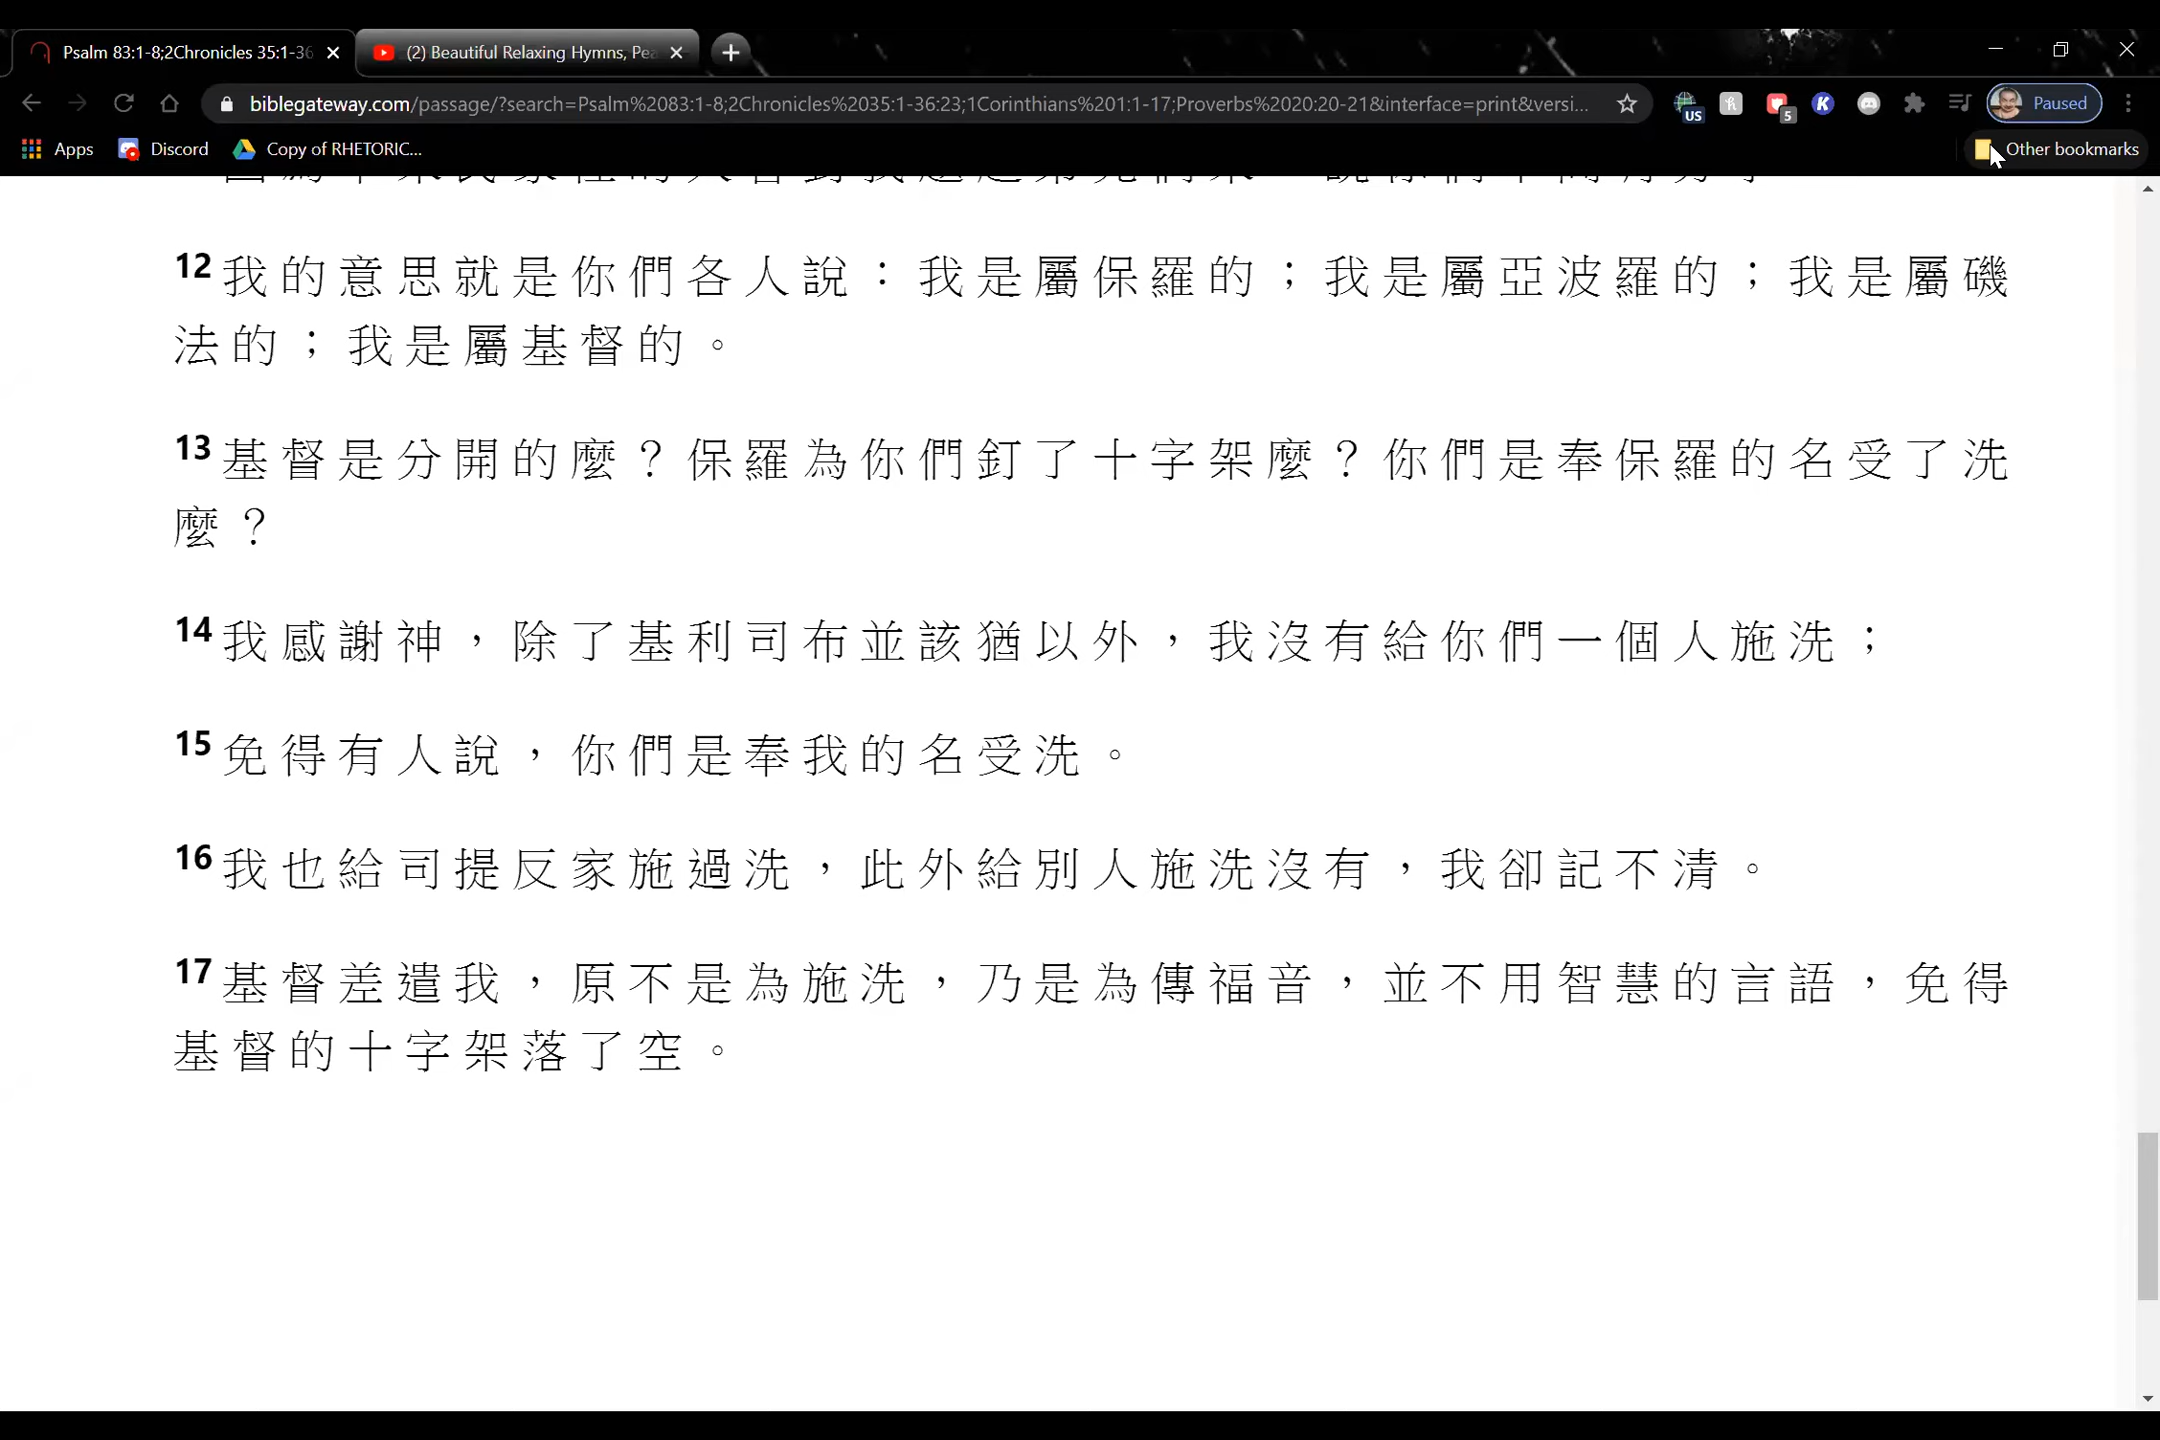 Psalm 83:1-8;2Chronicles 35:1-36
(2) Beautiful Relaxing Hymns, Pea
biblegateway.com/passage/?search=Psalm%2083:1-8;2Chronicles%2035:1-36:23;1Corinthians%201:1-17;Proverbs%2020:20-21&interface=print&versi...
US
5
Paused
Apps
Discord
Copy of RHETORIC...
Other bookmarks
12 我的意思就是你們各人說：我是屬保羅的；我是屬亞波羅的；我是屬磯
法的；我是屬基督的。
13 基督是分開的麼？保羅為你們釘了十字架麼？你們是奉保羅的名受了洗
麼？
14 我感謝神，除了基利司布並該猶以外，我沒有給你們一個人施洗；
15 免得有人說，你們是奉我的名受洗。
16 我也給司提反家施過洗，此外給別人施洗沒有，我卻記不清。
17 基督差遣我，原不是為施洗，乃是為傳福音，並不用智慧的言語，免得
基督的十字架落了空。